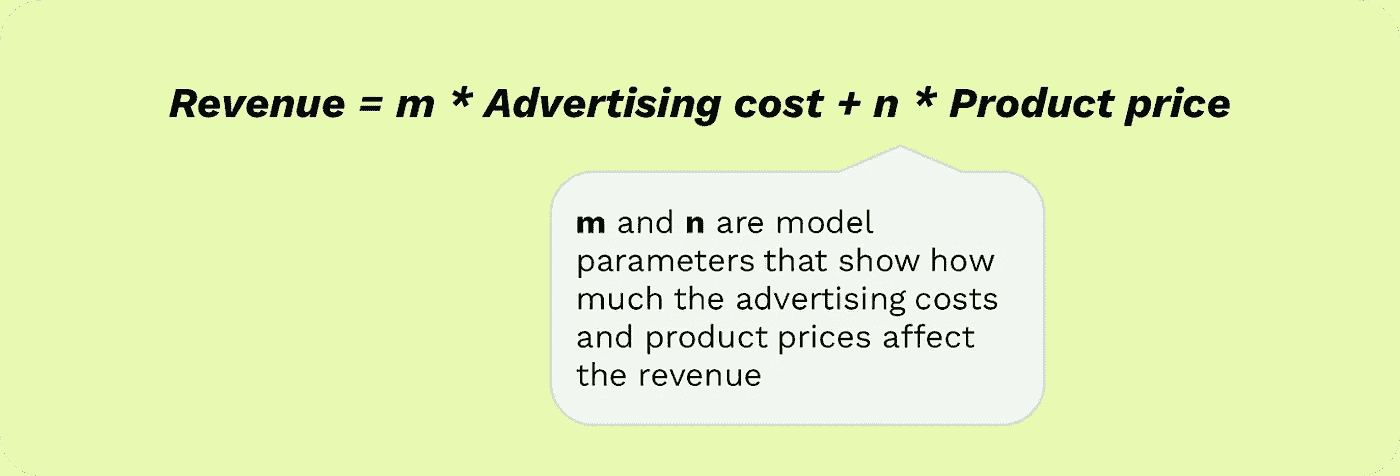 Revenue = m * Advertising cost + n * Product price
m and n are model
parameters that show how
much the advertising costs
and product prices affect
the revenue